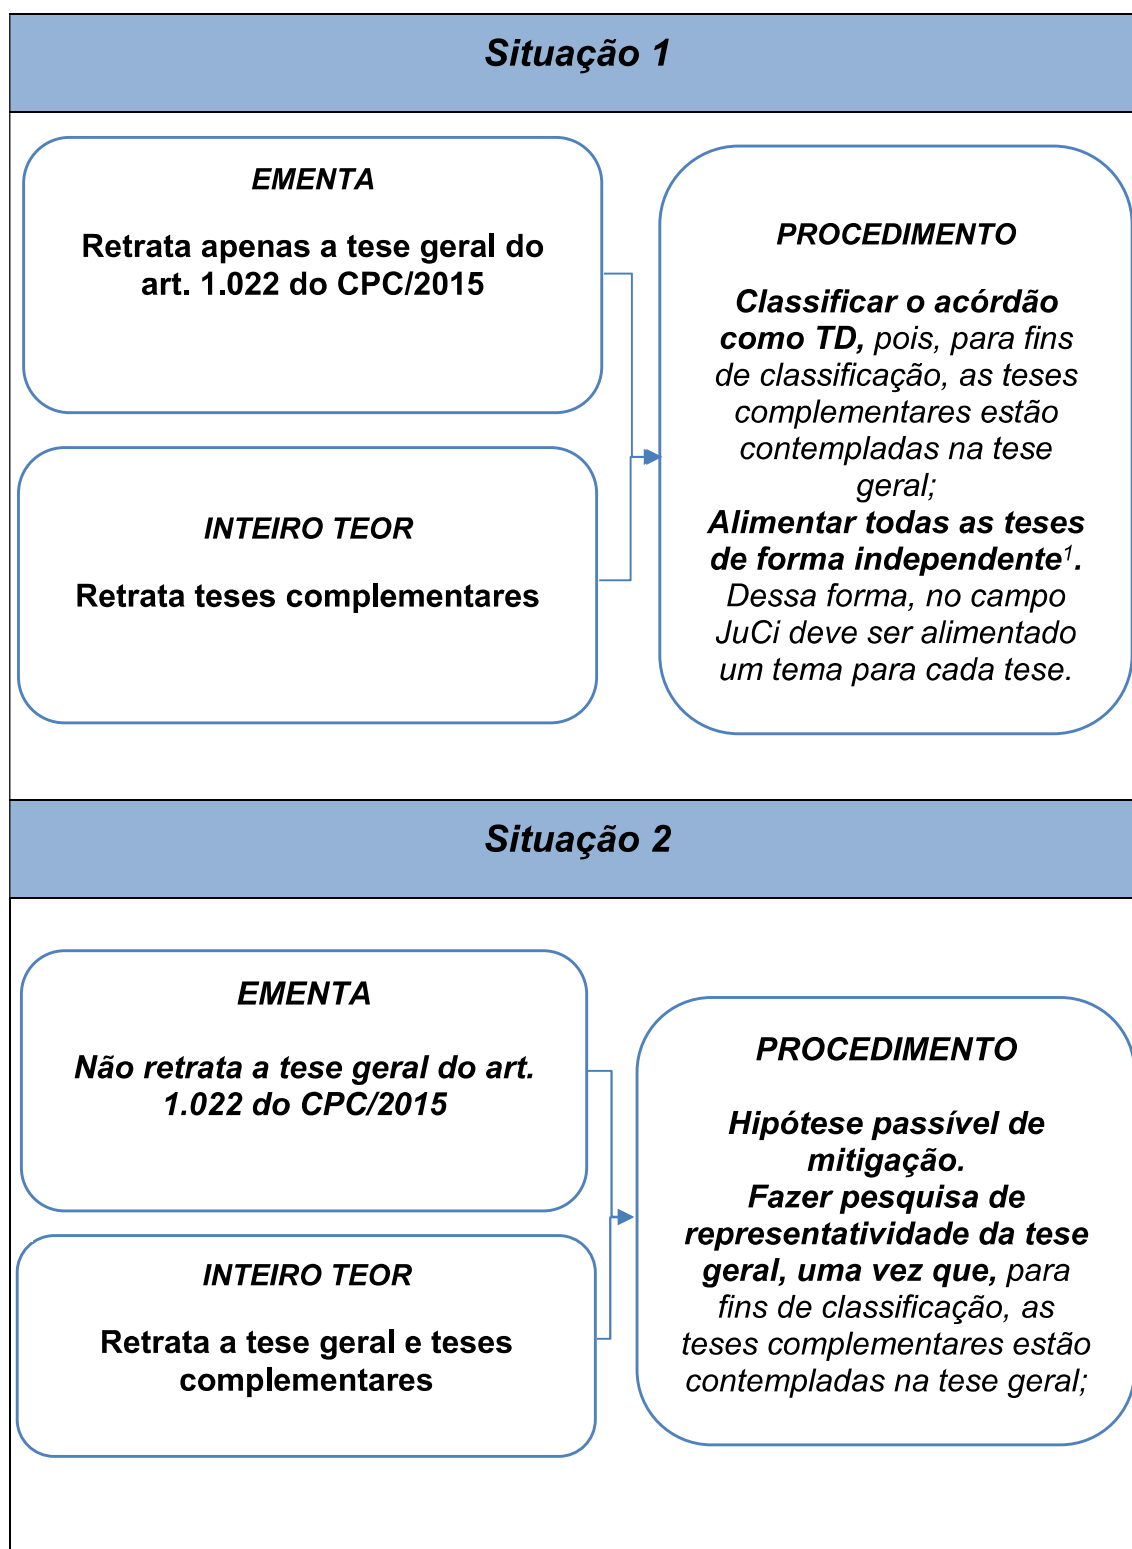 Situação 1
EMENTA
Retrata apenas a tese geral do
art. 1.022 do CPC/2015
INTEIRO TEOR
Retrata teses complementares
PROCEDIMENTO
Classificar o acórdão
como TD, pois, para fins
de classificação, as teses
complementares estão
contempladas na tese
geral;
Alimentar todas as teses
de forma independente¹.
Dessa forma, no campo
JuCi deve ser alimentado
um tema para cada tese.
Situação 2
EMENTA
Não retrata a tese geral do art.
1.022 do CPC/2015
INTEIRO TEOR
Retrata a tese geral e teses
complementares
PROCEDIMENTO
Hipótese passível de
mitigação.
Fazer pesquisa de
representatividade da tese
geral, uma vez que, para
fins de classificação, as
teses complementares estão
contempladas na tese geral;